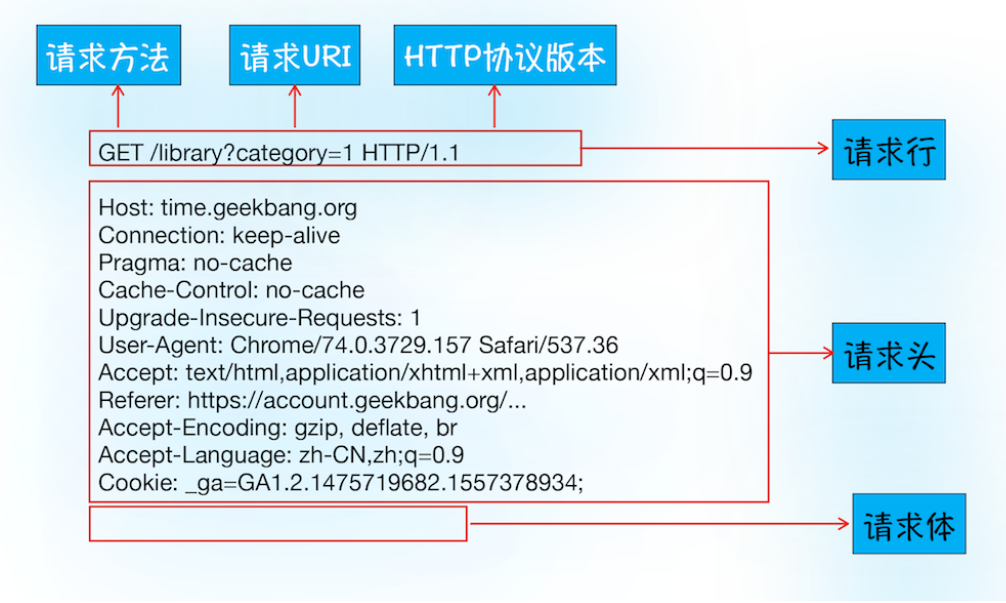 请求方法 请求URI HTTP协议版本
GET /library?category=1 HTTP/1.1
请求行
Host: time.geekbang.org
Connection: keep-alive
Pragma: no-cache
Cache-Control: no-cache
Upgrade-Insecure-Requests: 1
User-Agent: Chrome/74.0.3729.157 Safari/537.36
Accept: text/html,application/xhtml+xml,application/xml;q=0.9
Referer: https://account.geekbang.org/...
Accept-Encoding: gzip, deflate, br
Accept-Language: zh-CN,zh;q=0.9
Cookie: _ga=GA1.2.1475719682.1557378934;
请求头
请求体